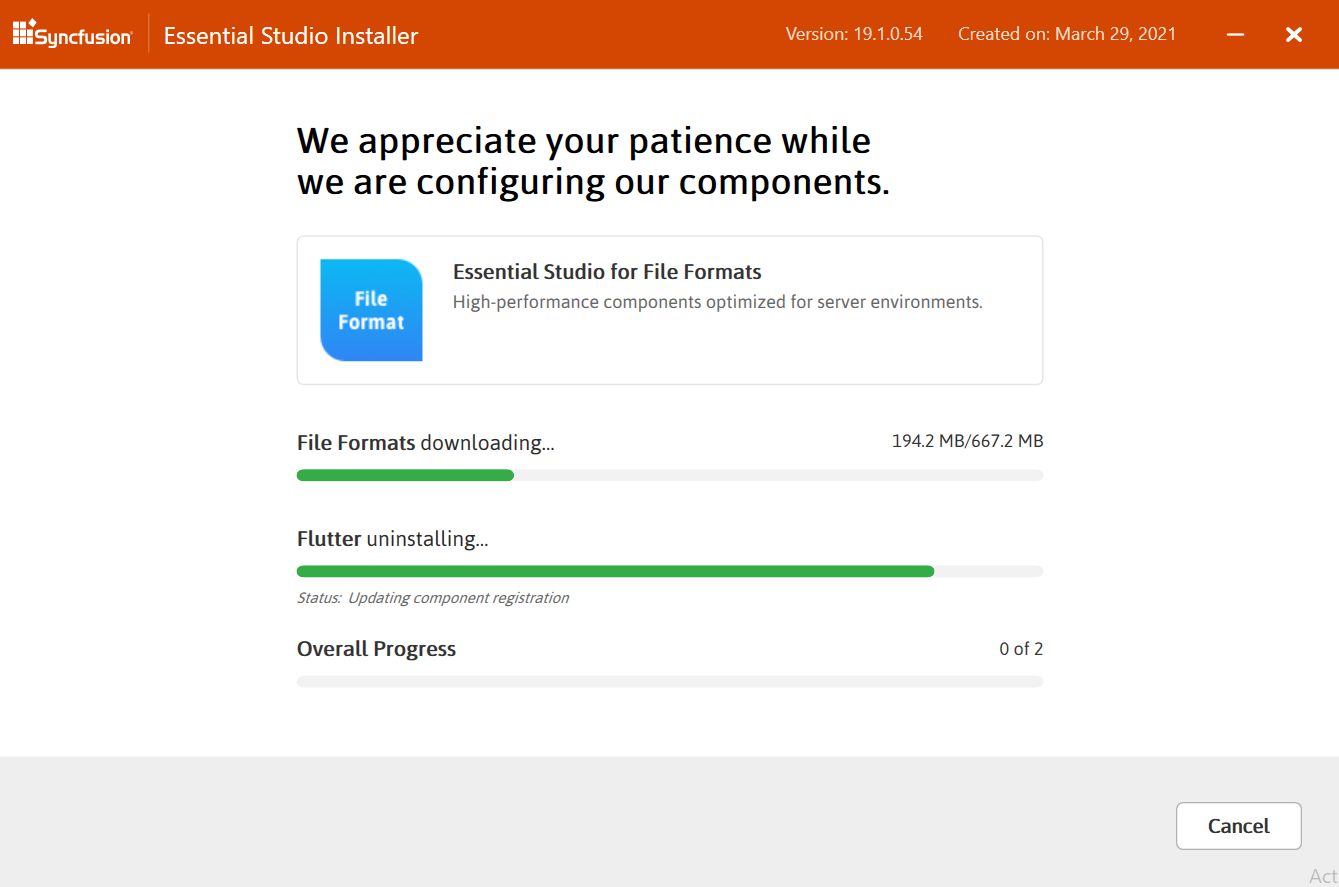 Syncfusion Essential Studio Installer Version: 19.1.0.54 Created on: March 29, 2021
We appreciate your patience while
we are configuring our components.
File
Format
Essential Studio for File Formats
High-performance components optimized for server environments.
File Formats downloading... 194.2 MB/667.2 MB
Flutter uninstalling...
Status: Updating component registration
Overall Progress 0 of 2
Cancel
Act